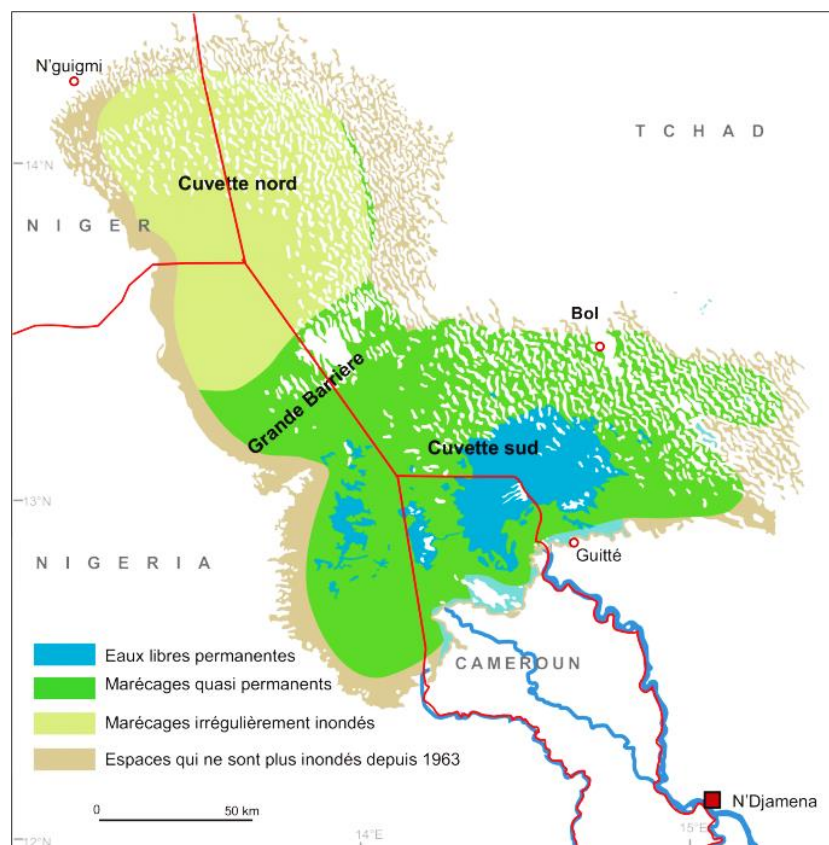 N'guigmi
TCHAD
14°N
Cuvette nord
NIGER
Bol
Grande Barrière
Cuvette sud
13°N
Guitté
NIGERIA
Eaux libres permanentes
CAMEROUN
Marécages quasi permanents
Marécages irrégulièrement inondés
Espaces qui ne sont plus inondés depuis 1963
0 50 km
N'Djamena
12°N
14°E
15°E